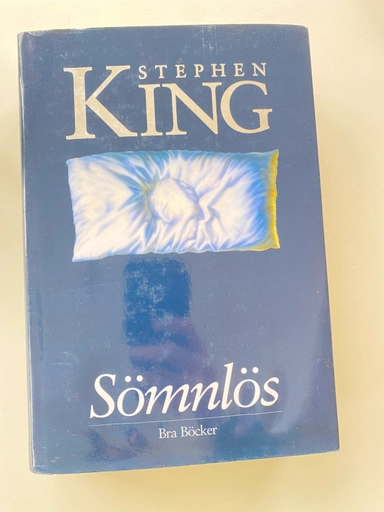 STEPHEN
KING
Sömnlös
Bra Böcker